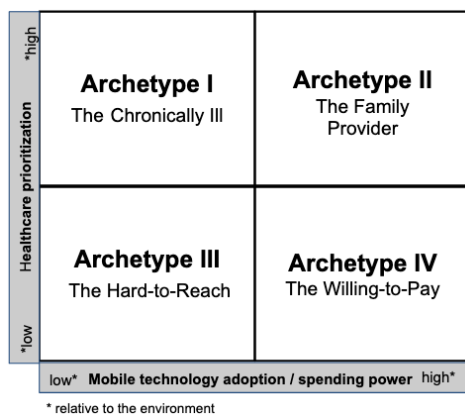 *high
Healthcare prioritization
*low
Archetype I
The Chronically Ill
Archetype II
The Family
Provider
Archetype III
The Hard-to-Reach
Archetype IV
The Willing-to-Pay
low* Mobile technology adoption / spending power high*
* relative to the environment